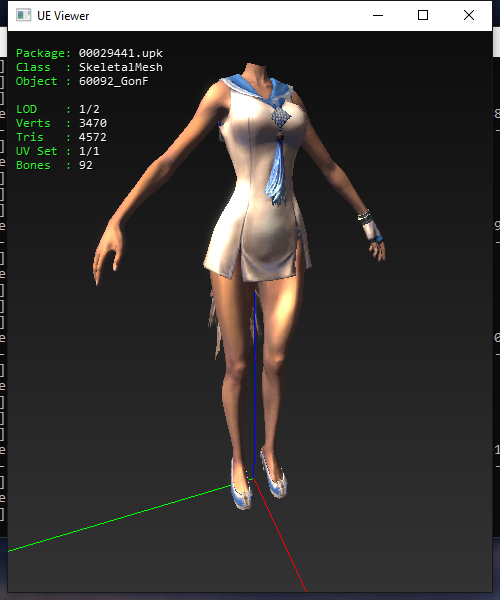 UE Viewer
Package: 00029441.upk
Class : SkeletalMesh
Object : 60092_GonF
LOD : 1/2
Verts : 3470
Tris : 4572
UV Set : 1/1
Bones : 92